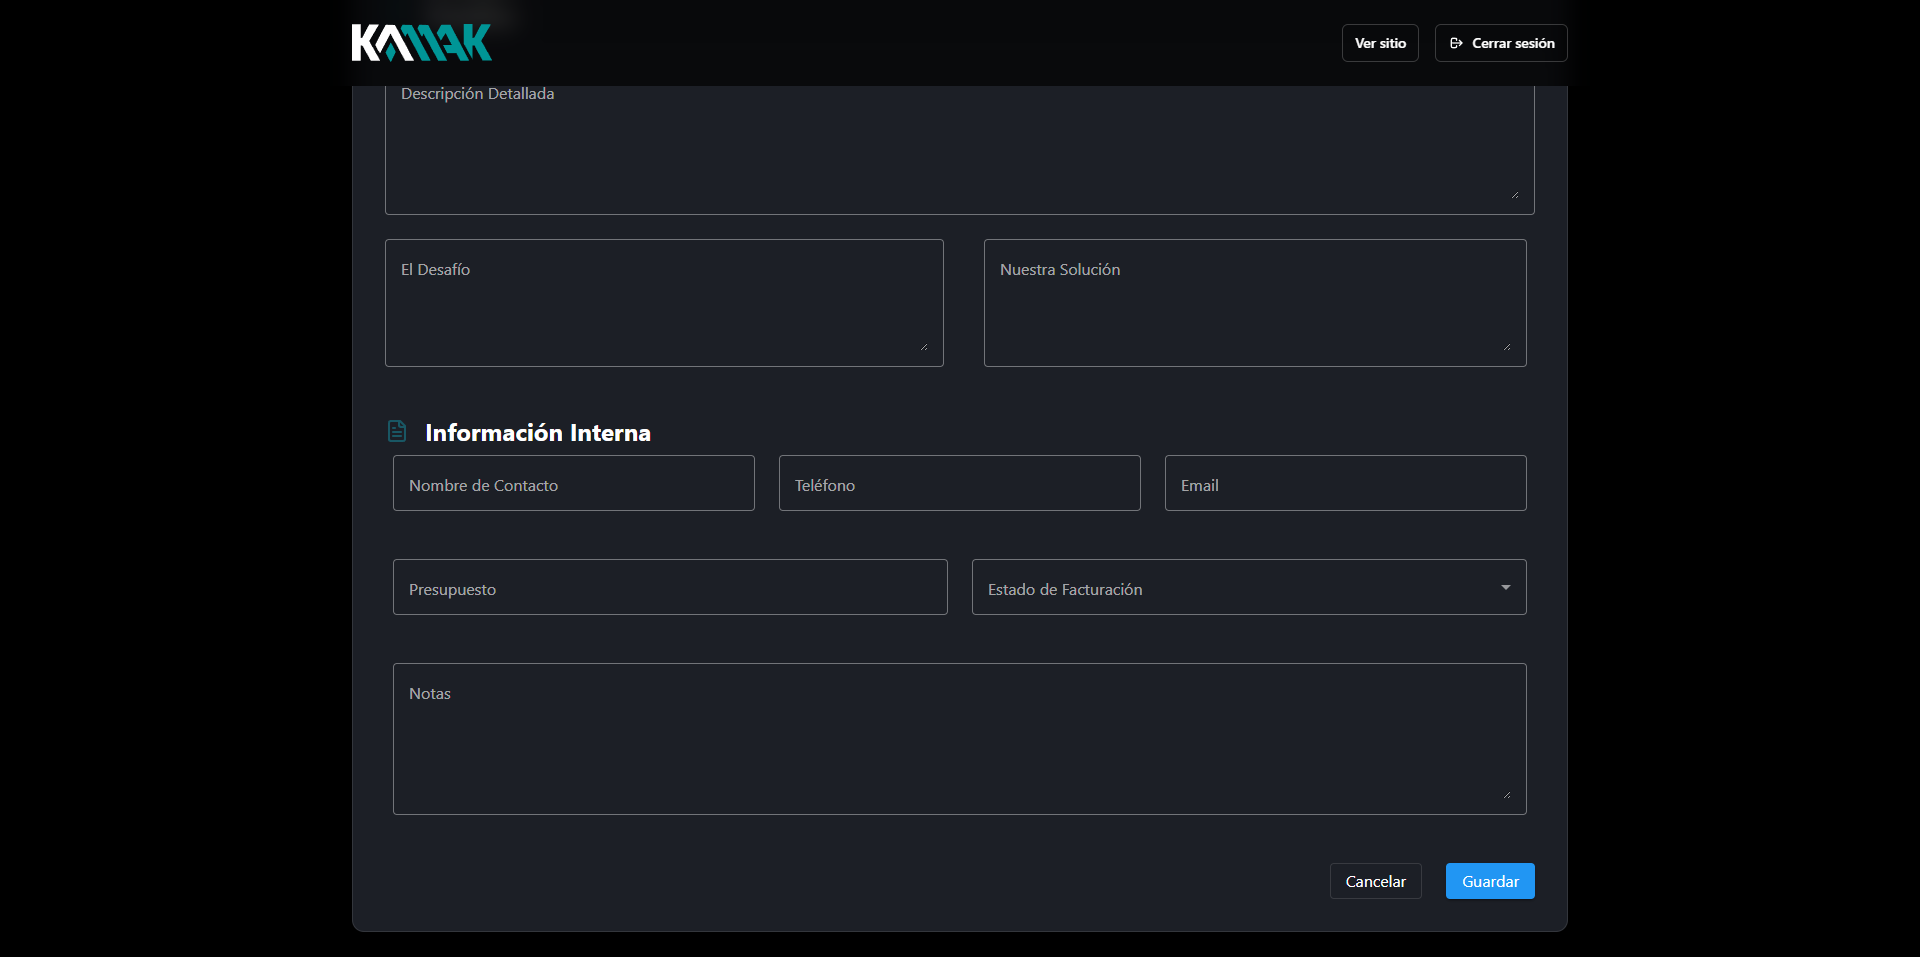 KAMAK
Ver sitio
Cerrar sesión
Descripción Detallada
El Desafío
Nuestra Solución
Información Interna
Nombre de Contacto
Teléfono
Email
Presupuesto
Estado de Facturación
Notas
Cancelar
Guardar